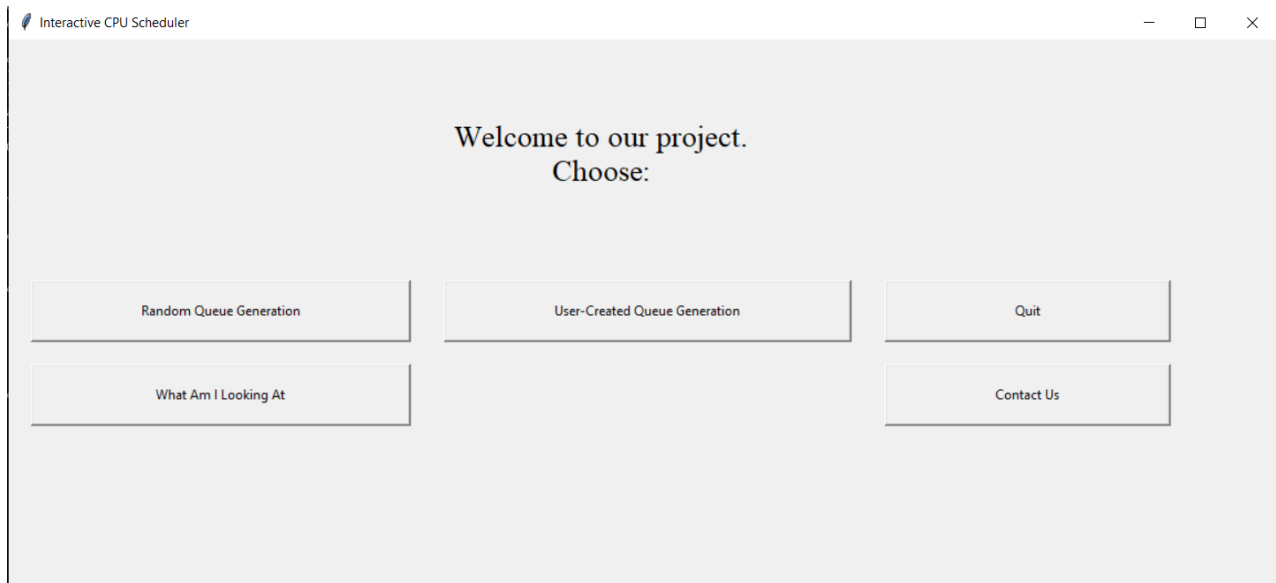 Interactive CPU Scheduler
Welcome to our project.
Choose:
Random Queue Generation
User-Created Queue Generation
Quit
What Am I Looking At
Contact Us